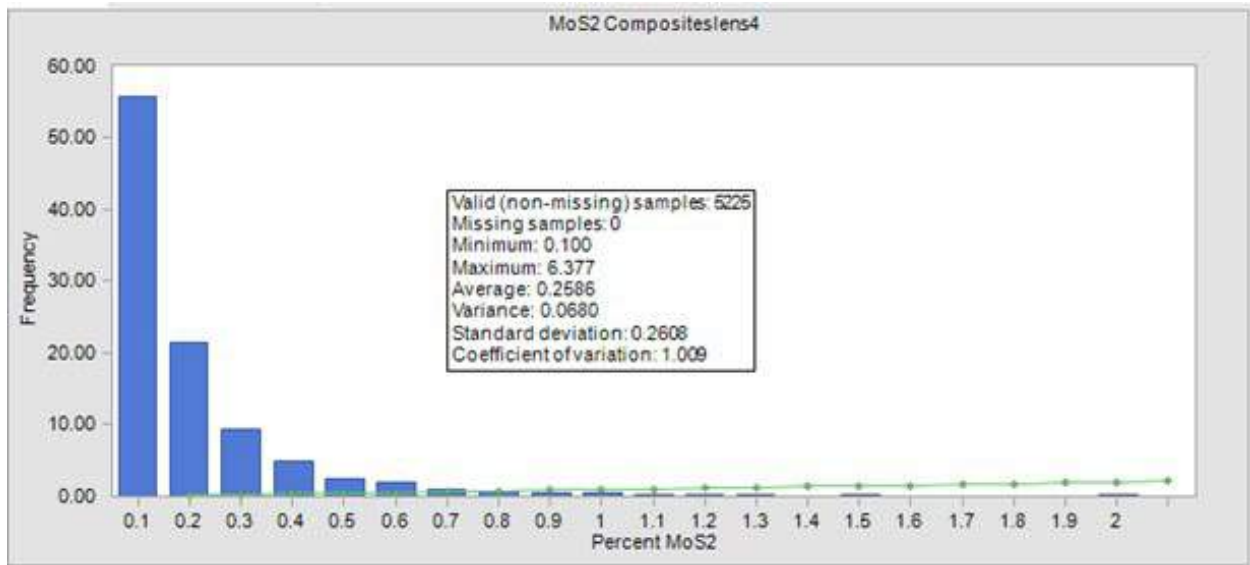 MoS2 Compositeslens4
60.00
50.00
40.00
30.00
20.00
10.00
0.00
Frequency
Valid (non-missing) samples: 5225
Missing samples: 0
Minimum: 0.100
Maximum: 6.377
Average: 0.2586
Variance: 0.0680
Standard deviation: 0.2608
Coefficient of variation: 1.009
0.1 0.2 0.3 0.4 0.5 0.6 0.7 0.8 0.9 1 1.1 1.2 1.3 1.4 1.5 1.6 1.7 1.8 1.9 2
Percent MoS2